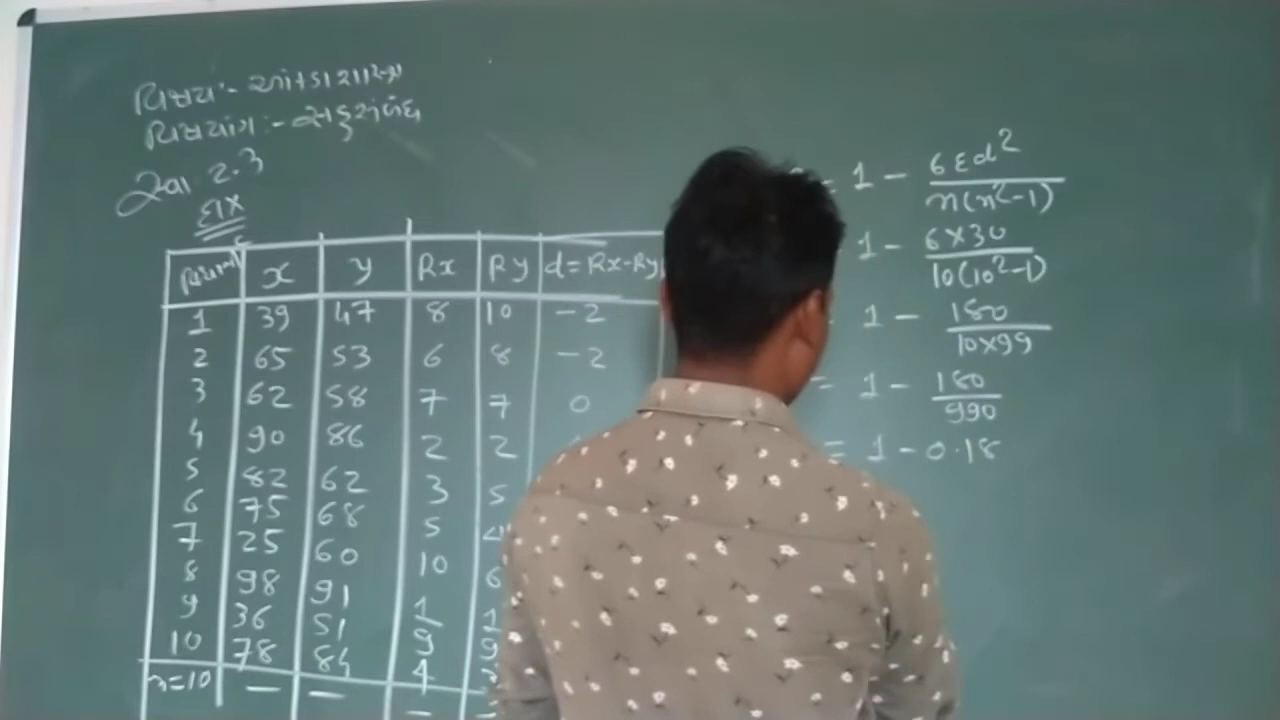 વિષય:- આંકડાશાસ્ત્ર
વિષયાંગ:- સહસંબંધ
દાખલા 2.3
x y Rx Ry d=Rx-Ry
1 39 47 8 10 -2
2 65 53 6 8 -2
3 62 58 7 7 0
4 90 86 2 2
5 82 62 3 5
6 75 68 5 4
7 25 60 10 6
8 98 91 1 1
9 36 51 9 9
10 78 84 4
n=10 — — — —
= 1 - 6Σd² / n(n²-1)
1 - 6×30 / 10(10²-1)
1 - 180 / 10×99
= 1 - 180 / 990
= 1 - 0.18